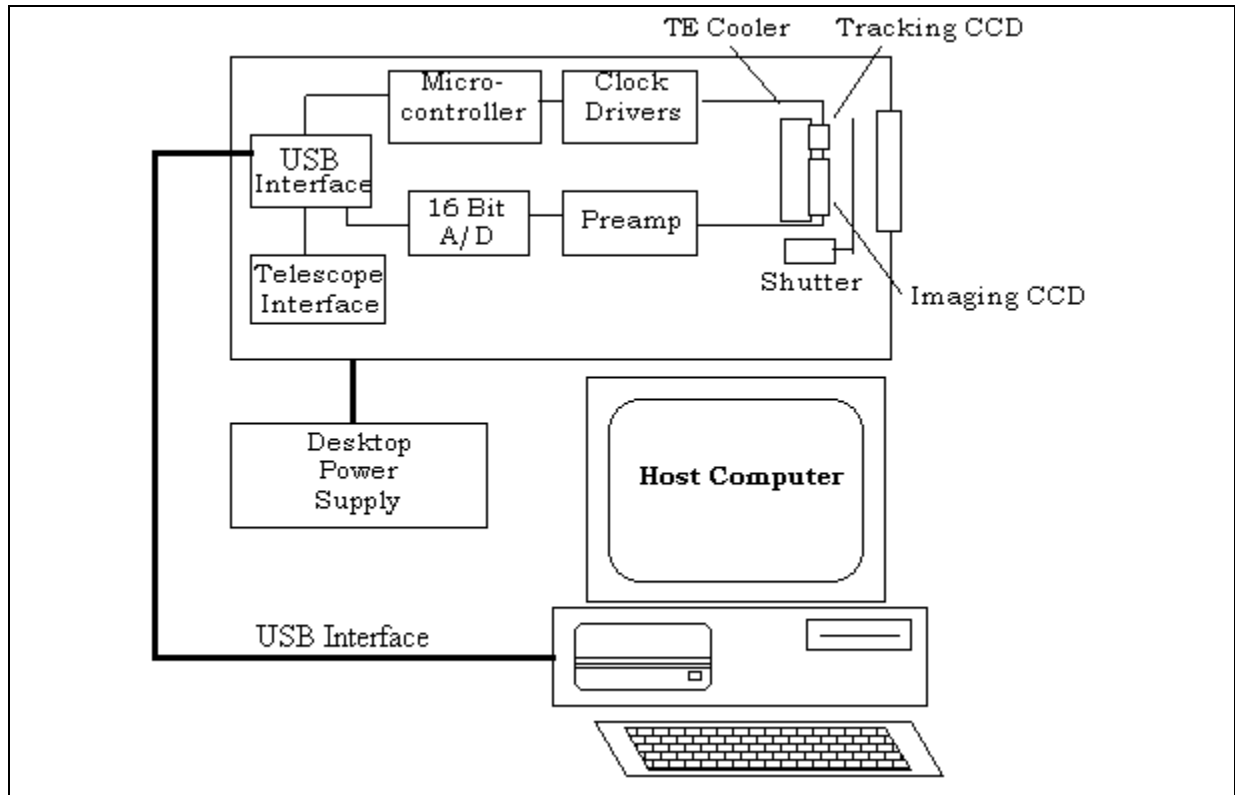 TE Cooler
Tracking CCD
Micro-
controller
Clock
Drivers
USB
Interface
16 Bit
A/D
Preamp
Telescope
Interface
Shutter
Imaging CCD
Desktop
Power
Supply
Host Computer
USB Interface